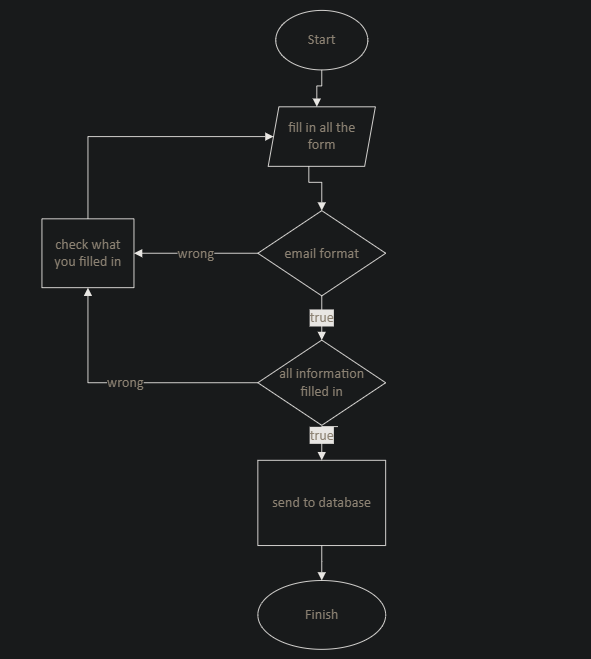 Start
fill in all the
form
check what
you filled in
wrong
email format
true
all information
filled in
wrong
true
send to database
Finish